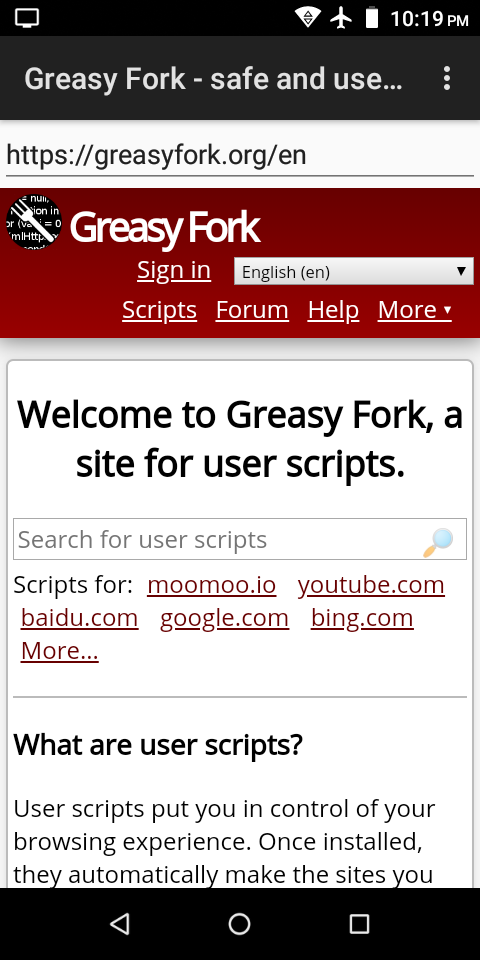 10:19 PM
Greasy Fork - safe and use…
https://greasyfork.org/en
Greasy Fork
Sign in English (en)
Scripts Forum Help More
Welcome to Greasy Fork, a
site for user scripts.
Search for user scripts
Scripts for: moomoo.io youtube.com
baidu.com google.com bing.com
More…
What are user scripts?
User scripts put you in control of your
browsing experience. Once installed,
they automatically make the sites you